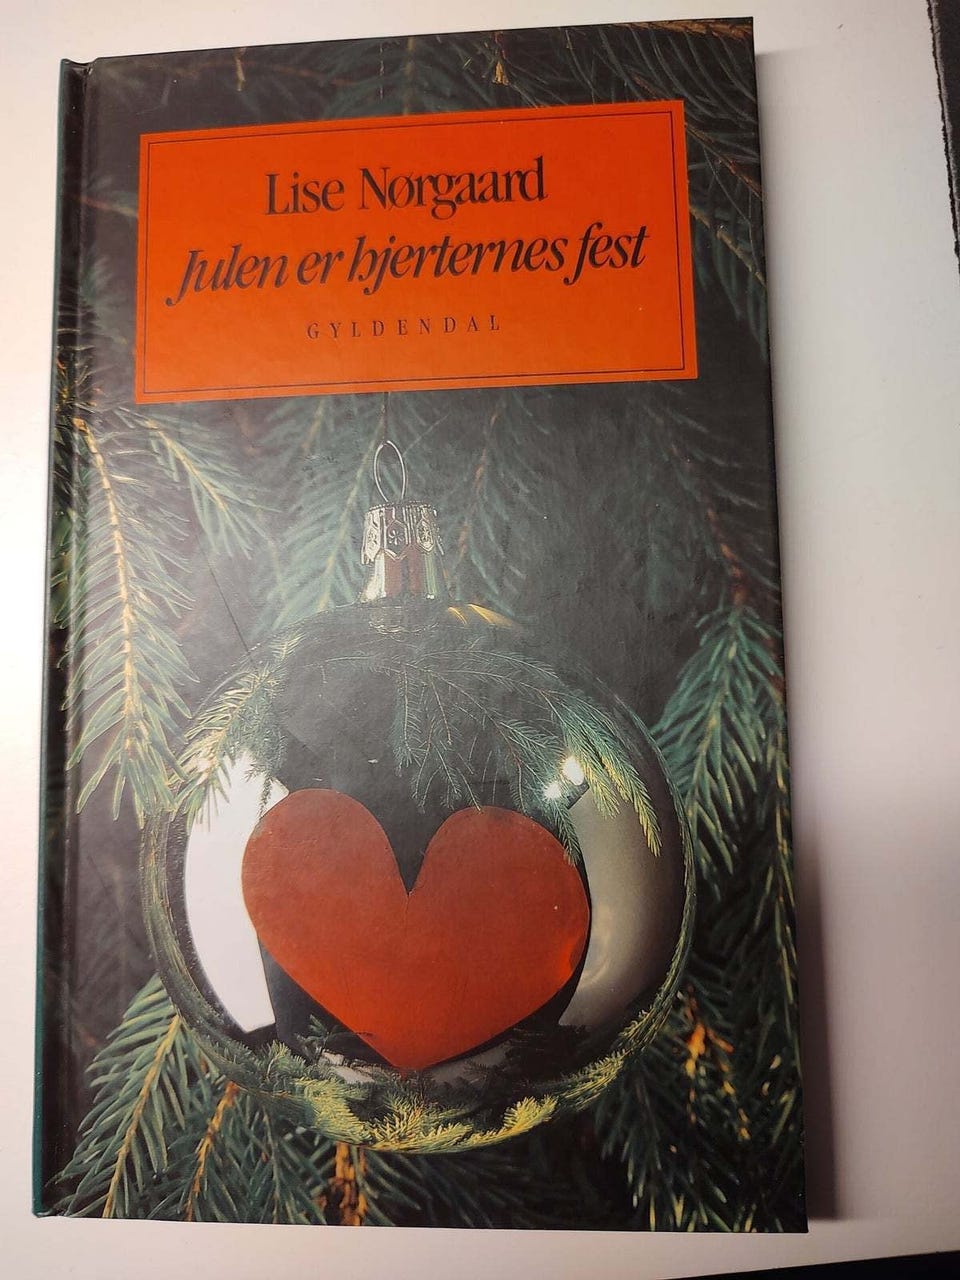 Lise Nørgaard
Julen er hjerternes fest
GYLDENDAL